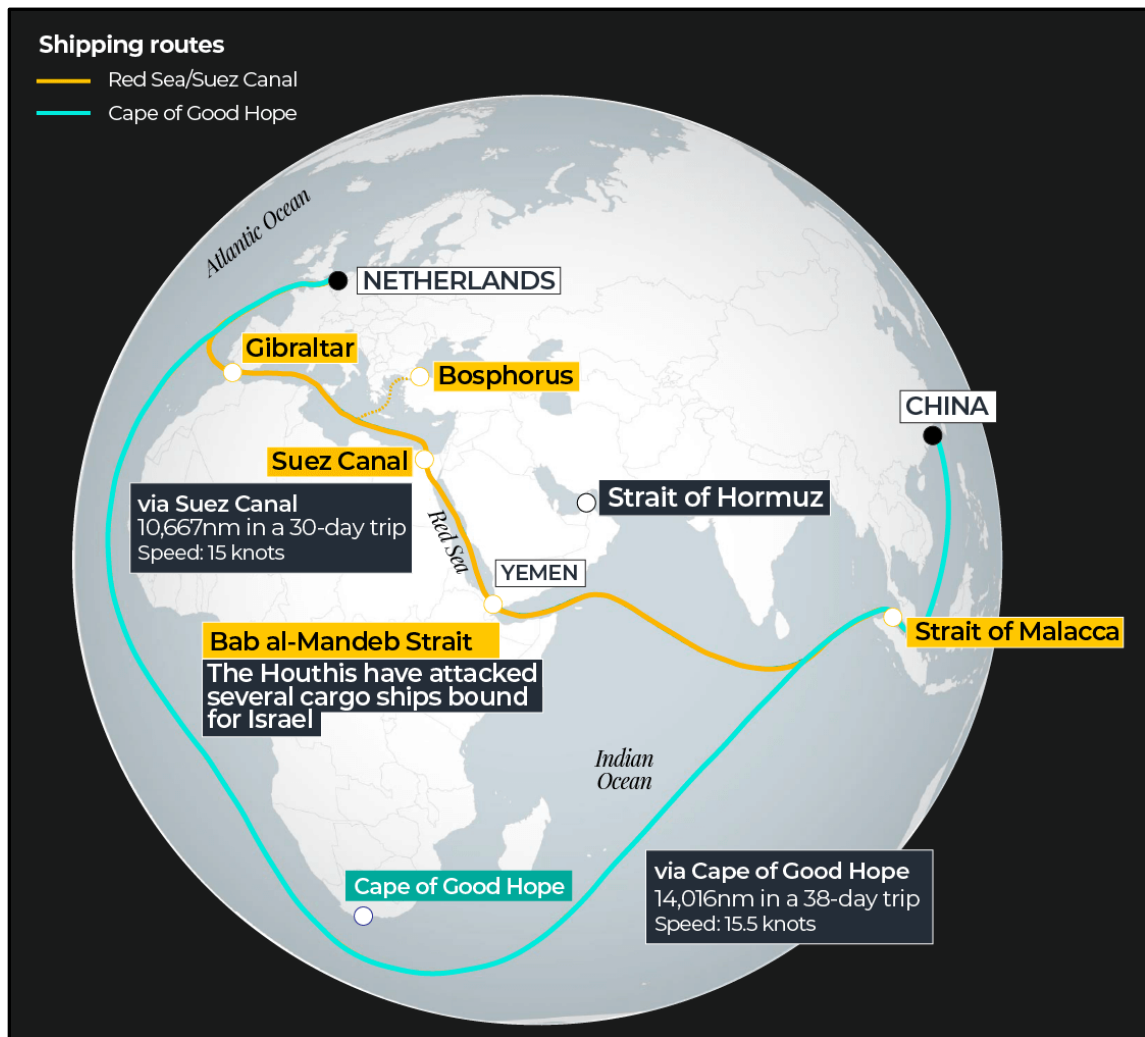 Shipping routes
Red Sea/Suez Canal
Cape of Good Hope
Atlantic Ocean
NETHERLANDS
Gibraltar
Bosphorus
CHINA
Suez Canal
via Suez Canal
10,667nm in a 30-day trip
Speed: 15 knots
Strait of Hormuz
Red Sea
YEMEN
Strait of Malacca
Bab al-Mandeb Strait
The Houthis have attacked
several cargo ships bound
for Israel
Indian
Ocean
Cape of Good Hope
via Cape of Good Hope
14,016nm in a 38-day trip
Speed: 15.5 knots